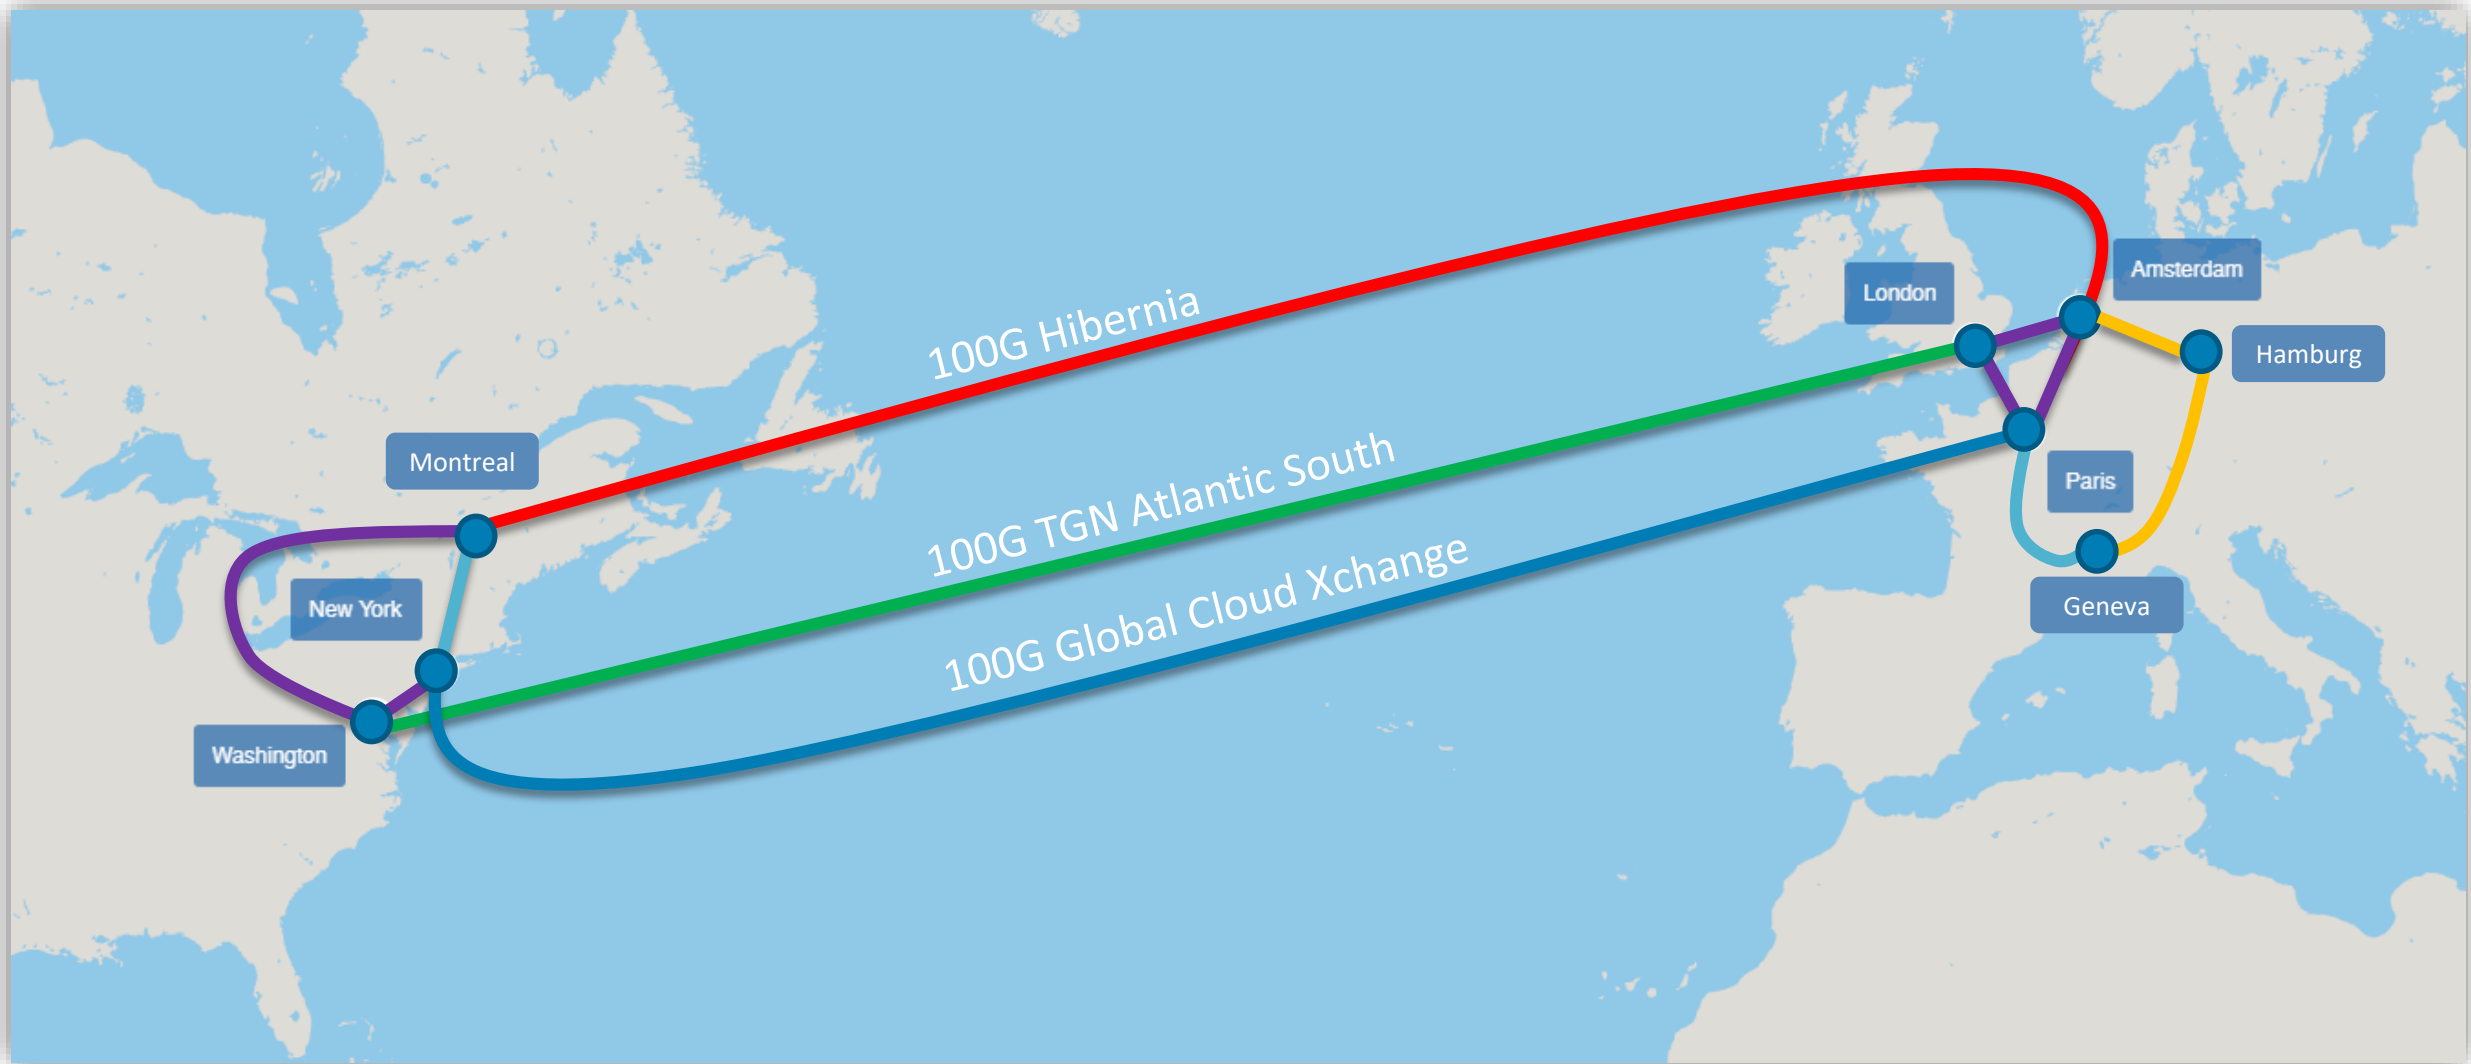 Amsterdam
London
100G Hibernia
Hamburg
Montreal
100G TGN Atlantic South
Paris
100G Global Cloud Xchange
New York
Geneva
Washington